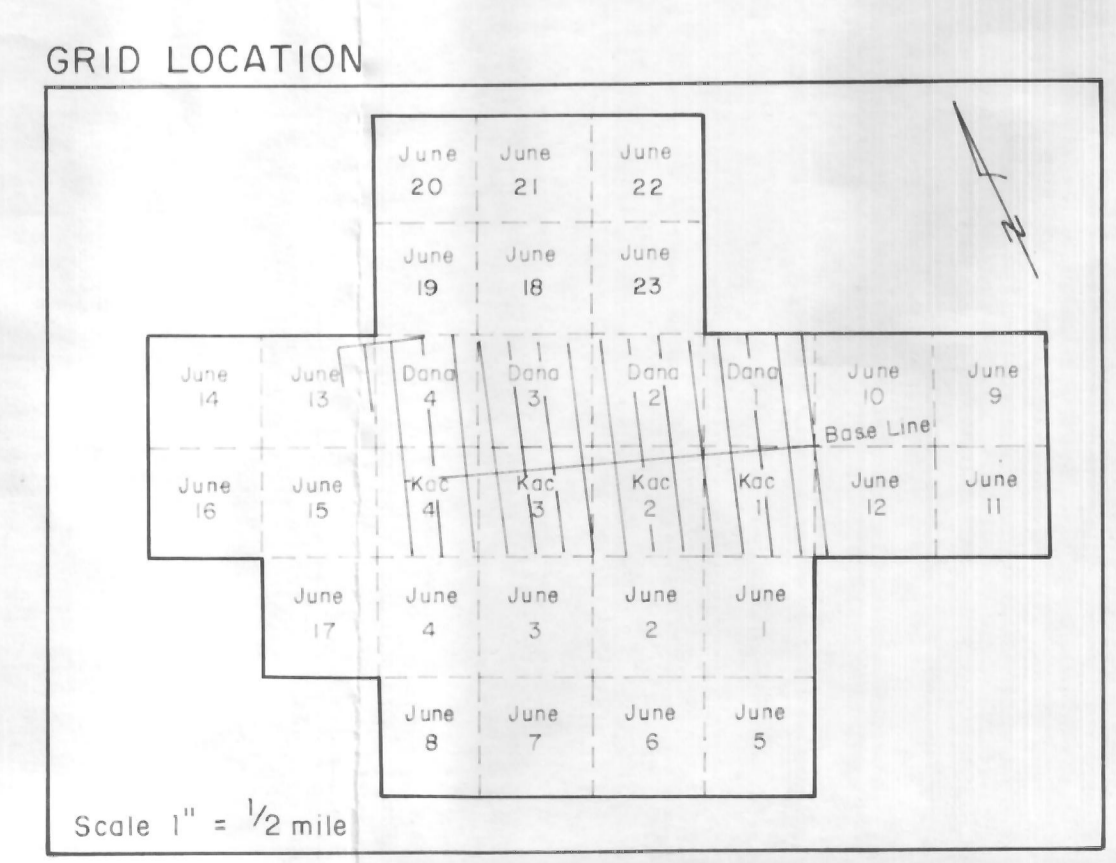 GRID LOCATION
June June June
20 21 22
June June June
19 18 23
June June Dana Dana Dana Dana June June
14 13 4 3 2 1 10 9
Base Line
June June Kac Kac Kac Kac June June
16 15 4 3 2 1 12 11
June June June June June
17 4 3 2 1
June June June June
8 7 6 5
N
Scale 1" = 1/2 mile